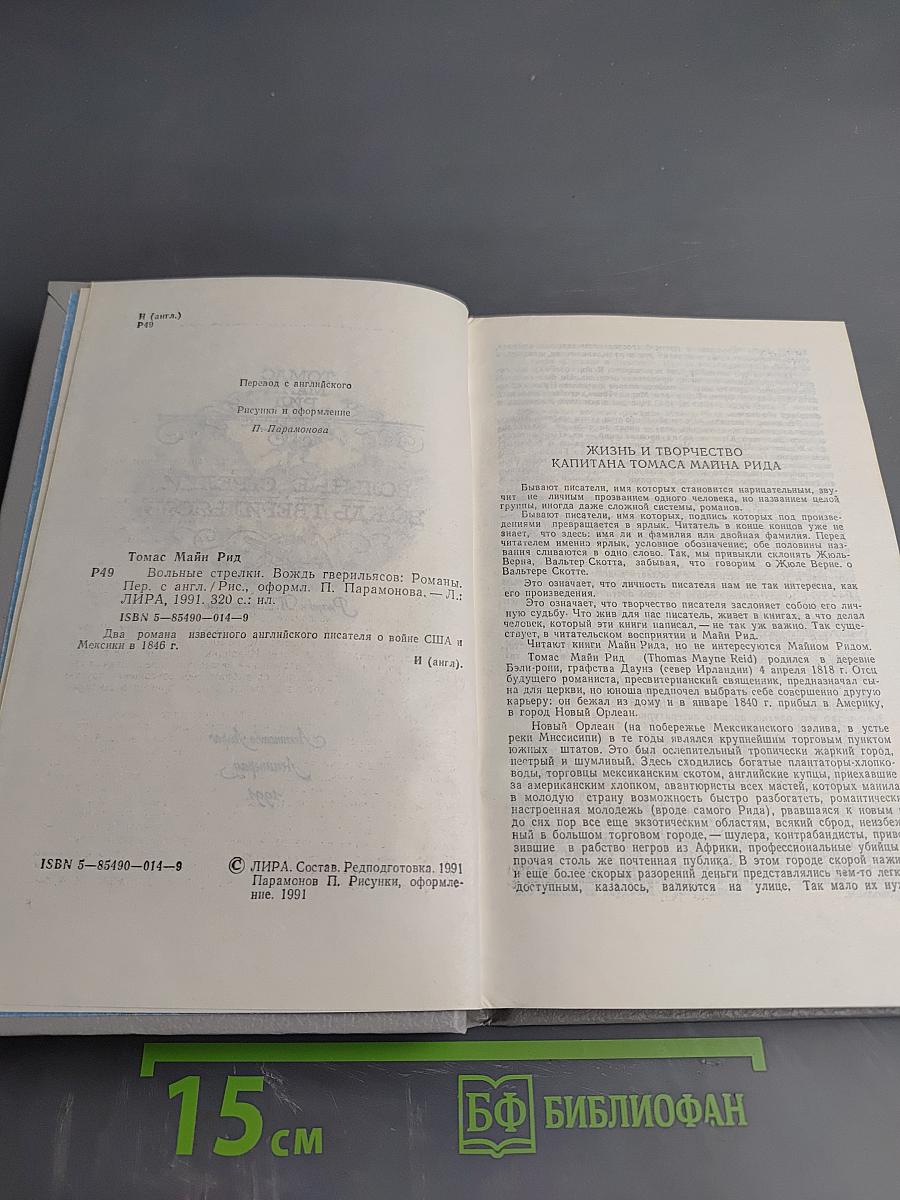 И (англ.)
Р49
Перевод с английского
Рисунки и оформление
П. Парамонова
Томас Майн Рид
Р49 Вольные стрелки. Вождь гверильясов: Романы.
Пер. с англ./Рис., оформл. П. Парамонова. — Л.:
ЛИРА, 1991. 320 с.: ил.
ISBN 5—85490—014—9
Два романа известного английского писателя о войне США и
Мексики в 1846 г.
И (англ).
ISBN 5—85490—014—9
© ЛИРА. Состав. Редподготовка. 1991
Парамонов П. Рисунки, оформле-
ние. 1991
ЖИЗНЬ И ТВОРЧЕСТВО
КАПИТАНА ТОМАСА МАЙНА РИДА
Бывают писатели, имя которых становится нарицательным, зву-
чит не личным прозванием одного человека, но названием целой
группы, иногда даже сложной системы, романов.
Бывают писатели, имя которых, подпись которых под произве-
дениями превращается в ярлык. Читатель в конце концов уже не
знает, что здесь: имя ли и фамилия или двойная фамилия. Перед
читателем именно ярлык, условное обозначение; обе половины наз-
вания сливаются в одно слово. Так, мы привыкли склонять Жюль-
Верна, Вальтер Скотта, забывая, что говорим о Жюле Верне, о
Вальтере Скотте.
Это означает, что личность писателя нам не так интересна, как
его произведения.
Это означает, что творчество писателя заслоняет собою его лич-
ную судьбу. Что жив для нас писатель, живет в книгах, а что делал
человек, который эти книги написал, — не так уж важно. Так суще-
ствует, в читательском восприятии и Майн Рид.
Читают книги Майн Рида, но не интересуются Майном Ридом.
Томас Майн Рид (Thomas Mayne Reid) родился в деревне
Бэли-рони, графства Даунз (север Ирландии) 4 апреля 1818 г. Отец
будущего романиста, пресвитерианский священник, предназначал сы-
на для церкви, но юноша предпочел выбрать себе совершенно другую
карьеру: он бежал из дому и в январе 1840 г. прибыл в Америку,
в город Новый Орлеан.
Новый Орлеан (на побережье Мексиканского залива, в устье
реки Миссисипи) в те годы являлся крупнейшим торговым пунктом
южных штатов. Это был ослепительный тропически жаркий город,
пестрый и шумливый. Здесь сходились богатые плантаторы-хлопко-
воды, торговцы мексиканским скотом, английские купцы, приехавшие
за американским хлопком, авантюристы всех мастей, которых манила
в молодую страну возможность быстро разбогатеть, романтически
настроенная молодежь (вроде самого Рида), рвавшаяся к новым
до сих пор все еще экзотическим областям, всякий сброд, неизбеж
ный в большом торговом городе, — шулера, контрабандисты, приво
зившие в рабство негров из Африки, профессиональные убийцы
прочая столь же почтенная публика. В этом городе скорой нажи
и еще более скорых разорений деньги представлялись чем-то легк
доступным, казалось, валяются на улице. Так мало их нуж
15 см
БФ БИБЛИОФАН